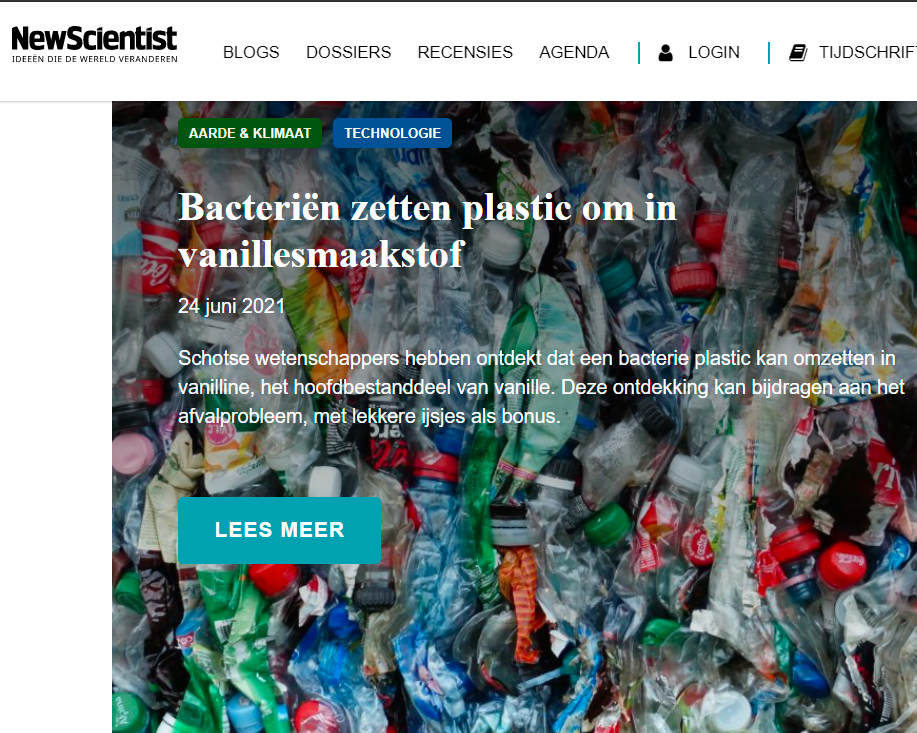 NewScientist
IDEEËN DIE DE WERELD VERANDEREN
BLOGS DOSSIERS RECENSIES AGENDA LOGIN TIJDSCHRIFT
AARDE & KLIMAAT TECHNOLOGIE
Bacteriën zetten plastic om in
vanillesmaakstof
24 juni 2021
Schotse wetenschappers hebben ontdekt dat een bacterie plastic kan omzetten in
vanilline, het hoofdbestanddeel van vanille. Deze ontdekking kan bijdragen aan het
afvalprobleem, met lekkere ijsjes als bonus.
LEES MEER